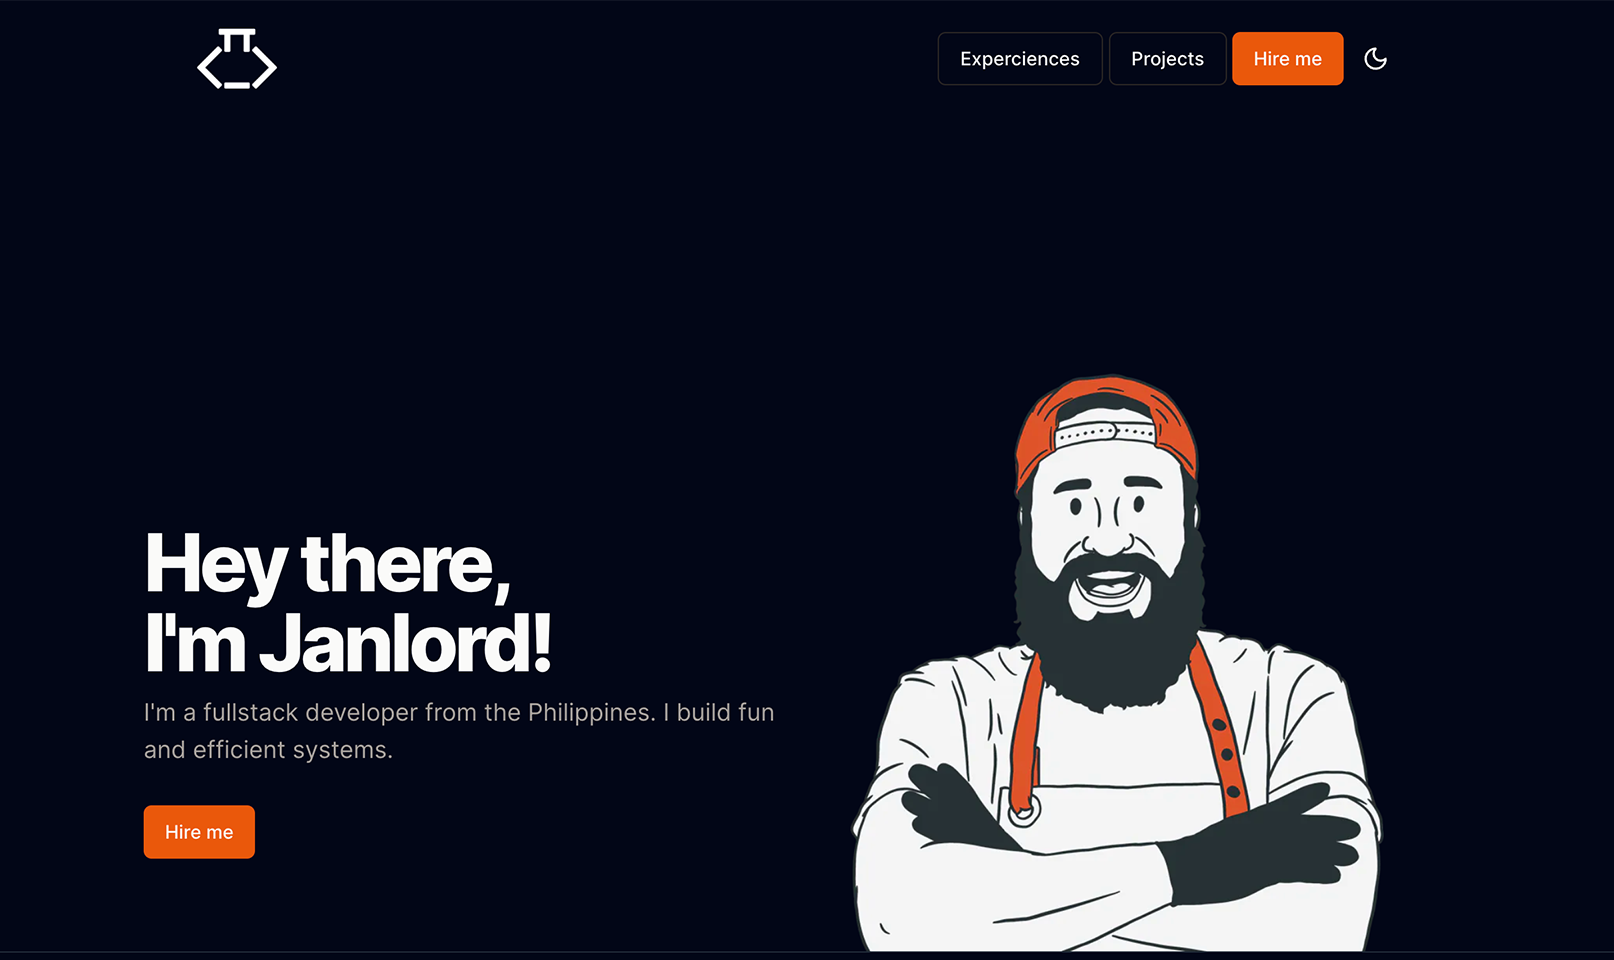 Experciences
Projects
Hire me
Hey there,
I'm Janlord!
I'm a fullstack developer from the Philippines. I build fun
and efficient systems.
Hire me